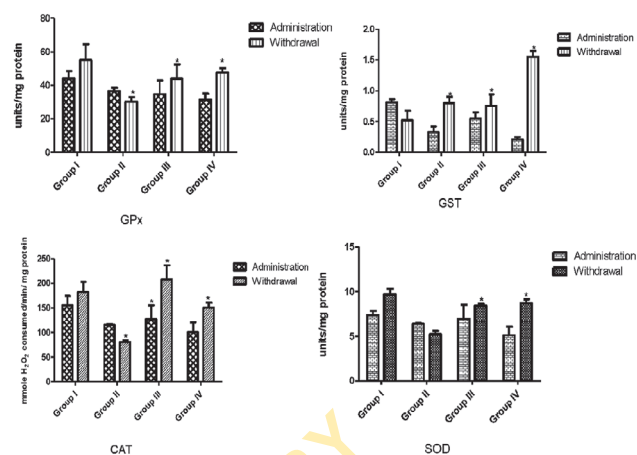 80
60
40
20
0
units/mg protein
Administration
Withdrawal
*
*
*
Group I
Group II
Group III
Group IV
GPx
2.0
1.5
1.0
0.5
0.0
units/mg protein
Administration
Withdrawal
*
*
*
Group I
Group II
Group III
Group IV
GST
250
200
150
100
50
0
mmole H₂O₂ consumed/min/ mg protein
Administration
Withdrawal
*
*
*
*
Group I
Group II
Group III
Group IV
CAT
15
10
5
0
units/mg protein
Administration
Withdrawal
*
*
Group I
Group II
Group III
Group IV
SOD